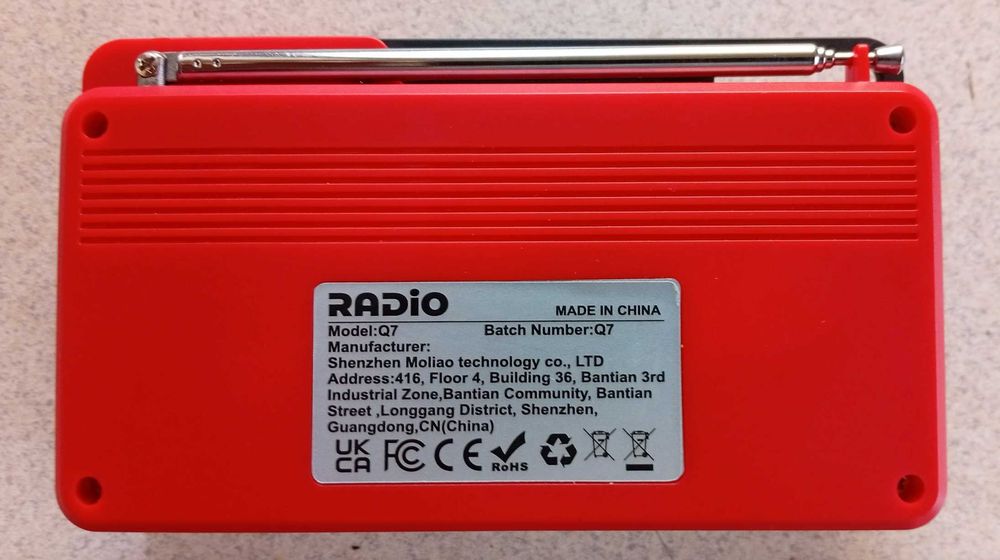 RADiO
MADE IN CHINA
Model:Q7 Batch Number:Q7
Manufacturer:
Shenzhen Moliao technology co., LTD
Address:416, Floor 4, Building 36, Bantian 3rd
Industrial Zone,Bantian Community, Bantian
Street ,Longgang District, Shenzhen,
Guangdong,CN(China)
UK
CA FC CE RoHS